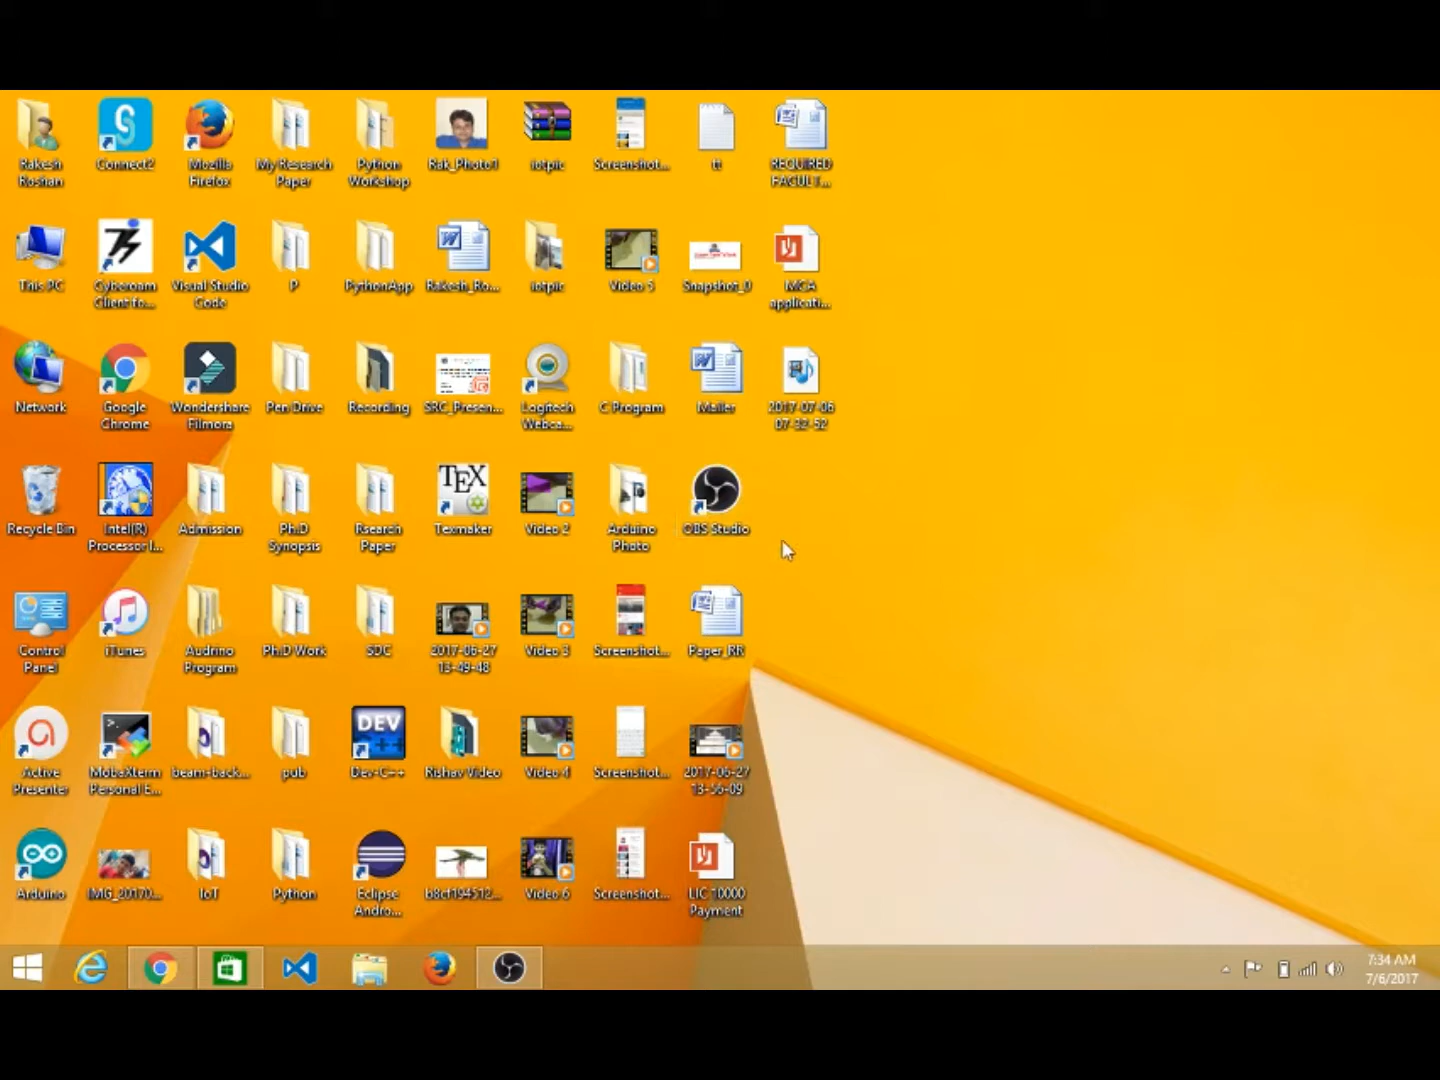 Rakesh
Roshan
Connect2
Mozilla
Firefox
My Research
Paper
Python
Workshop
Rak_Photo1
iotpic
Screenshot...
tt
REQUIRED
FACULT...
This PC
Cyberoam
Client fo...
Visual Studio
Code
P
PythonApp
Rakesh_Ro...
iotpic
Video 5
Snapshot_0
MCA
applicati...
Network
Google
Chrome
Wondershare
Filmora
Pen Drive
Recording
SRC_Presen...
Logitech
Webca...
C Program
Mailer
2017-07-06
07-32-52
Recycle Bin
Intel(R)
Processor I...
Admission
Ph.D
Synopsis
Rsearch
Paper
TEX
Texmaker
Video 2
Arduino
Photo
OBS Studio
Control
Panel
iTunes
Audrino
Program
Ph.D Work
SDC
2017-06-27
13-49-48
Video 3
Screenshot...
Paper_RR
Active
Presenter
MobaXterm
Personal E...
beam-back...
pub
DEV
Dev-C++
Rishav Video
Video 4
Screenshot...
2017-06-27
13-56-09
Arduino
IMG_20170...
IoT
Python
Eclipse
Andro...
b8cf194512...
Video 6
Screenshot...
LIC 10000
Payment
7:34 AM
7/6/2017